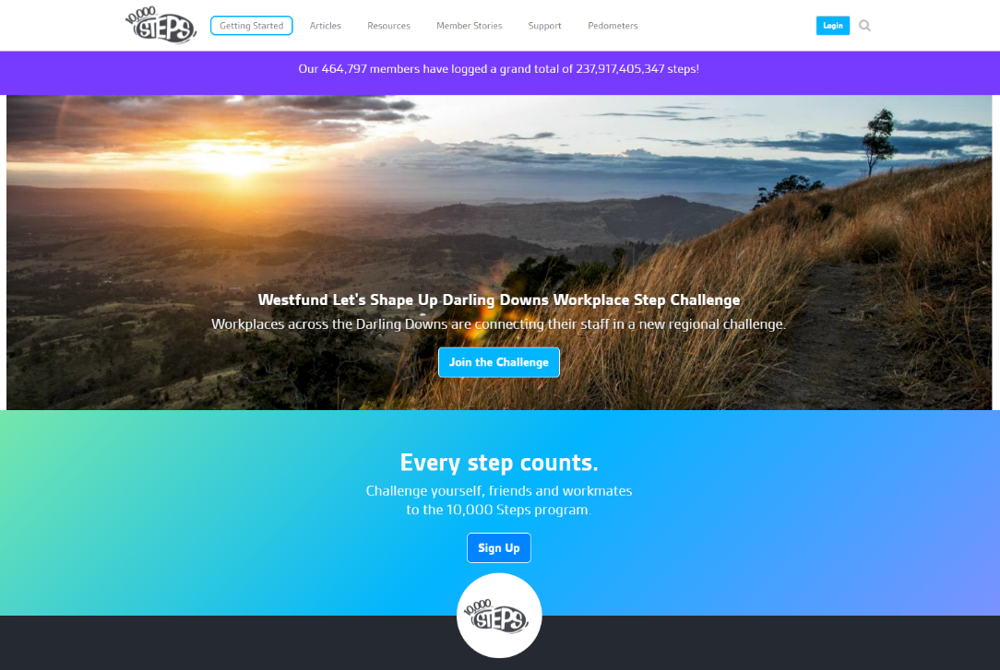 10,000
STEPS
Getting Started
Articles
Resources
Member Stories
Support
Pedometers
Login
Our 464,797 members have logged a grand total of 237,917,405,347 steps!
Westfund Let's Shape Up Darling Downs Workplace Step Challenge
Workplaces across the Darling Downs are connecting their staff in a new regional challenge.
Join the Challenge
Every step counts.
Challenge yourself, friends and workmates
to the 10,000 Steps program.
Sign Up
10,000
STEPS